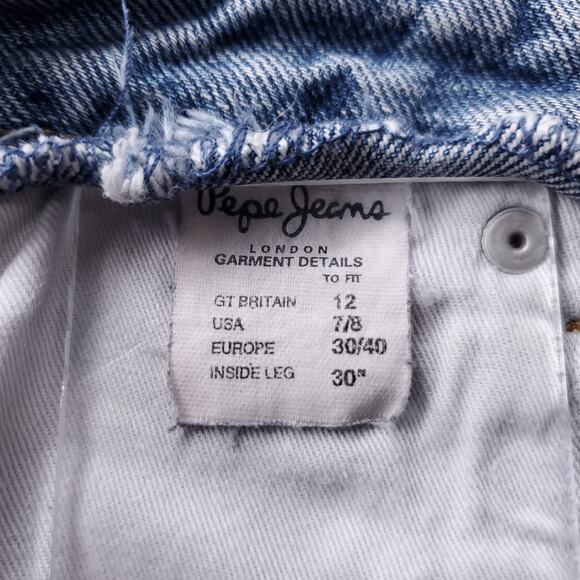 Pepe Jeans
LONDON
GARMENT DETAILS
TO FIT
GT BRITAIN 12
USA 7/8
EUROPE 30/40
INSIDE LEG 30"